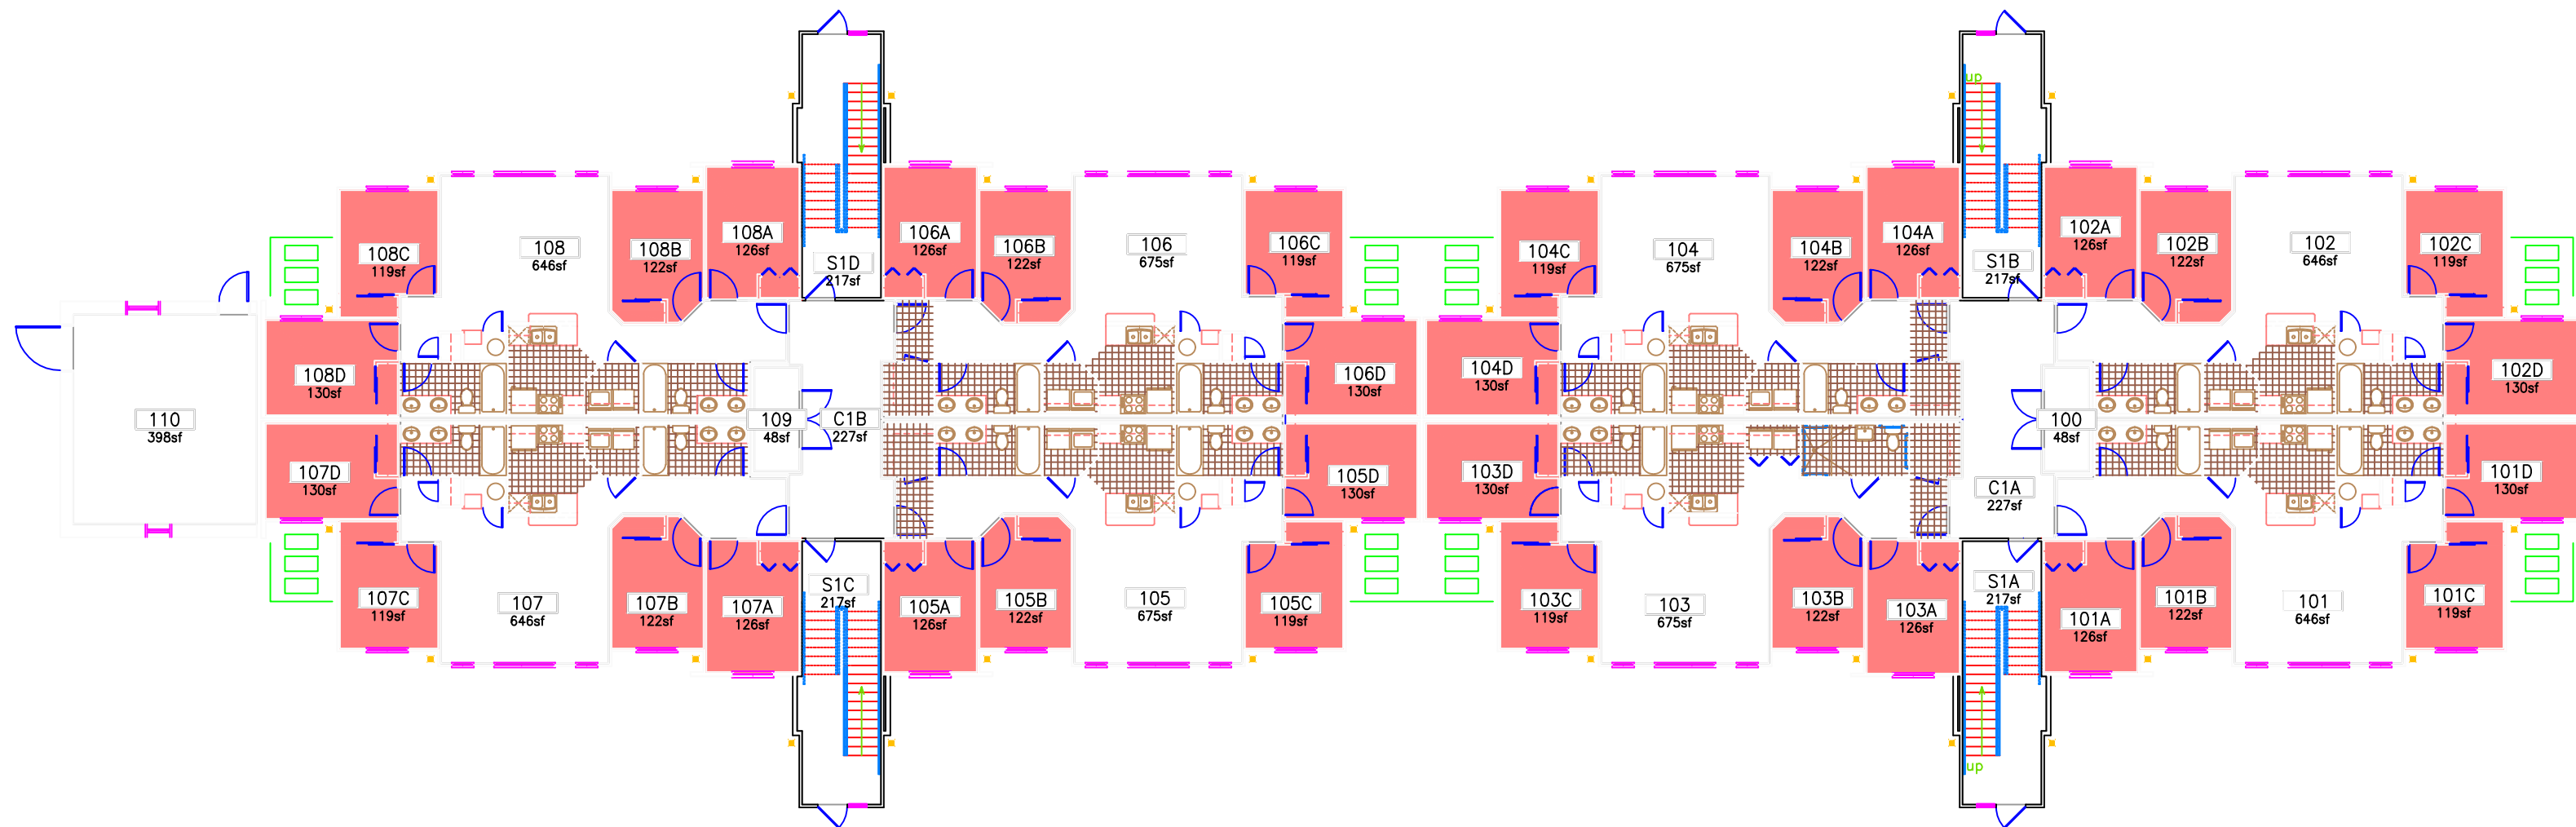 up
108C
119sf
108
646sf
108B
122sf
108A
126sf
S1D
217sf
106A
126sf
106B
122sf
106
675sf
106C
119sf
104C
119sf
104
675sf
104B
122sf
104A
126sf
S1B
217sf
102A
126sf
102B
122sf
102
646sf
102C
119sf
108D
130sf
106D
130sf
104D
130sf
102D
130sf
110
398sf
109
48sf
C1B
227sf
100
48sf
107D
130sf
105D
130sf
103D
130sf
C1A
227sf
101D
130sf
107C
119sf
107
646sf
107B
122sf
107A
126sf
S1C
217sf
105A
126sf
105B
122sf
105
675sf
105C
119sf
103C
119sf
103
675sf
103B
122sf
103A
126sf
S1A
217sf
101A
126sf
101B
122sf
101
646sf
101C
119sf
up